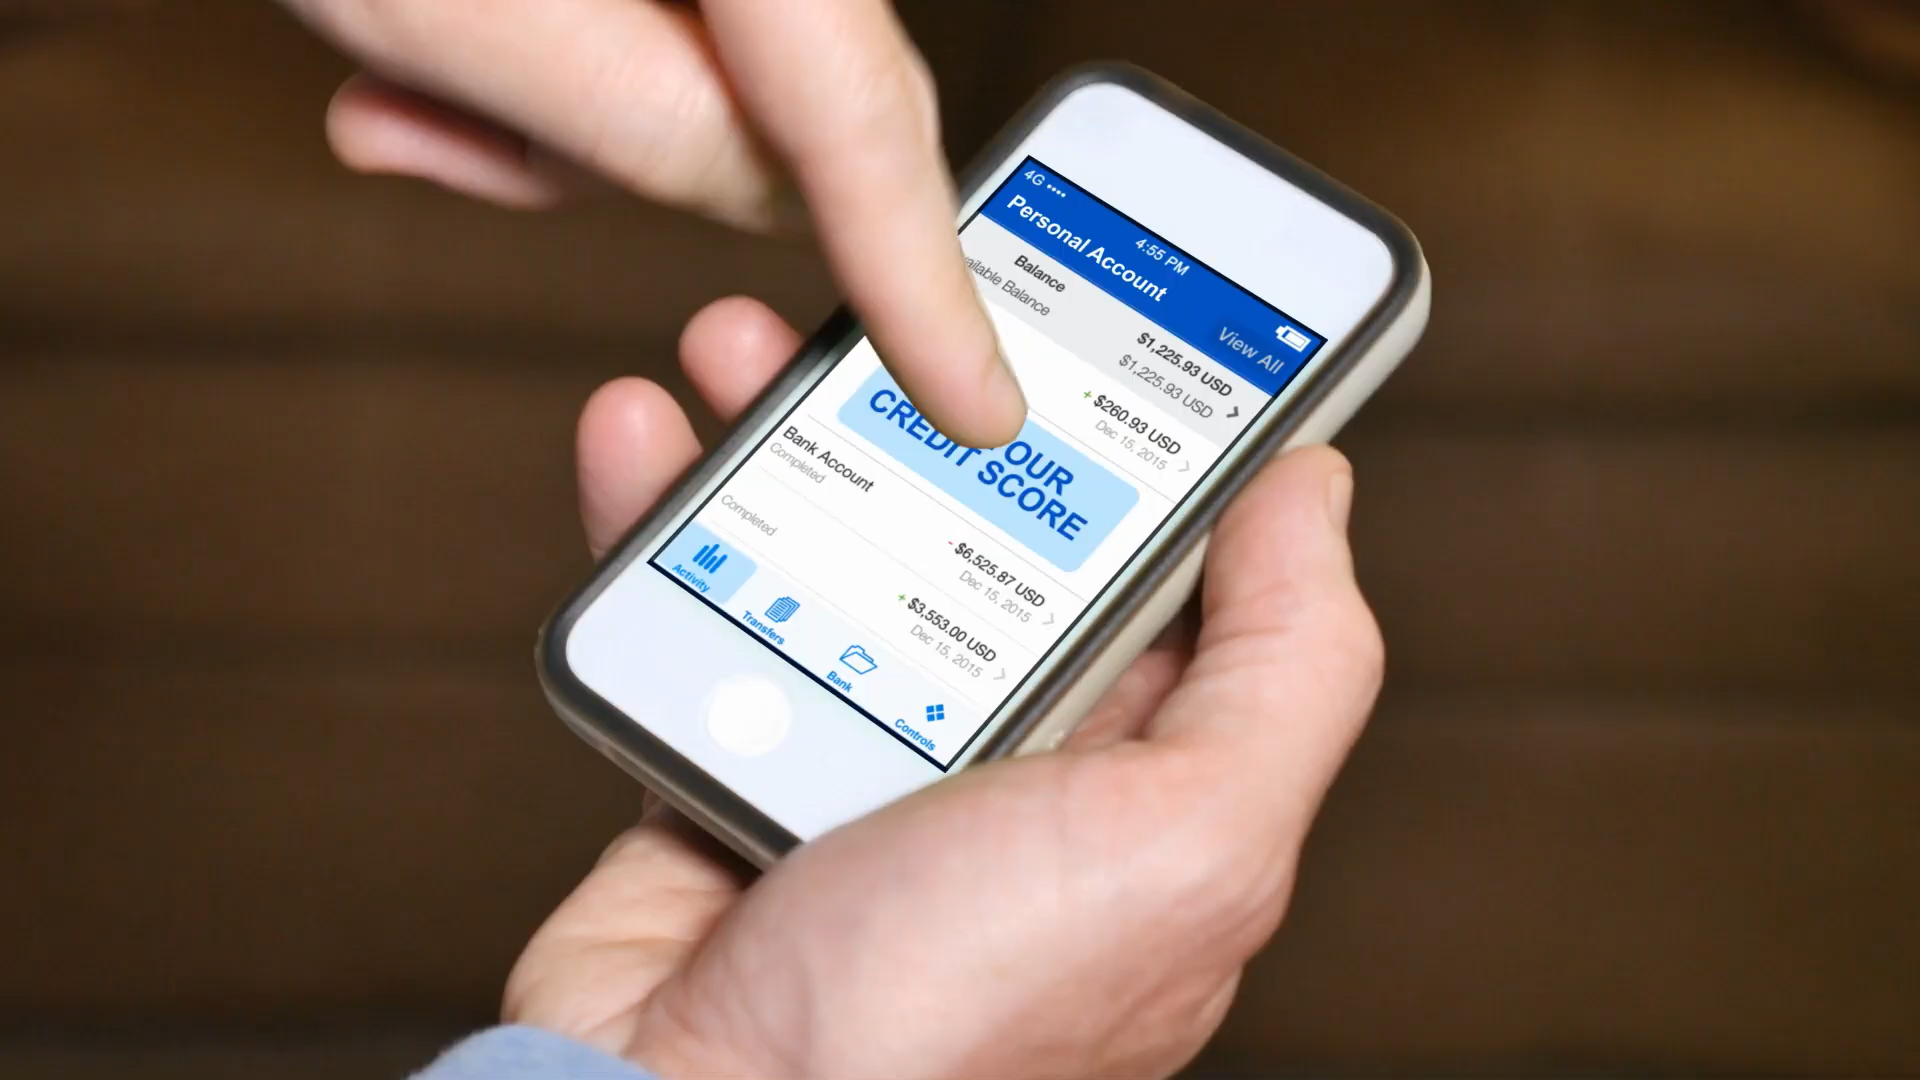 4G
4:55 PM
Personal Account
View All
Balance $1,225.93 USD
Balance $1,225.93 USD
+ $260.93 USD
Dec 15, 2015
OUR
CREDIT SCORE
Bank Account
Completed
- $6,525.87 USD
Dec 15, 2015
Completed
+ $3,553.00 USD
Dec 15, 2015
Activity
Transfers
Bank
Controls